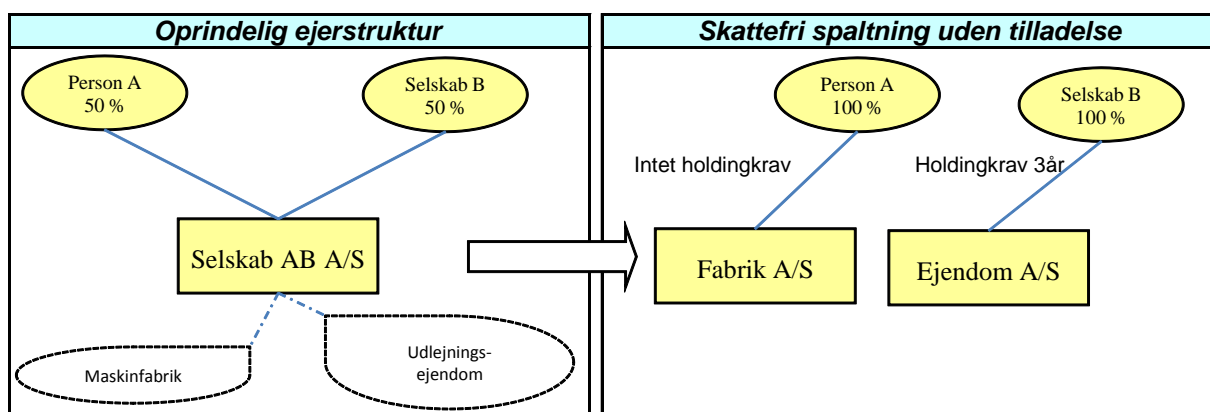 Oprindelig ejerstruktur
Person A
50 %
Selskab B
50 %
Selskab AB A/S
Maskinfabrik
Udlejnings-
ejendom
Skattefri spaltning uden tilladelse
Person A
100 %
Selskab B
100 %
Intet holdingkrav
Holdingkrav 3år
Fabrik A/S
Ejendom A/S